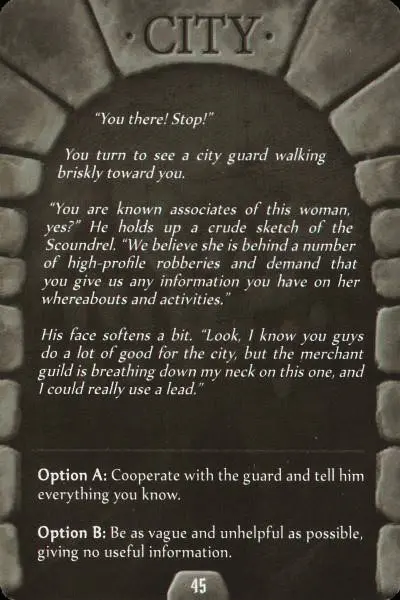 · CITY ·
"You there! Stop!"
You turn to see a city guard walking
briskly toward you.
"You are known associates of this woman,
yes?" He holds up a crude sketch of the
Scoundrel. "We believe she is behind a number
of high-profile robberies and demand that
you give us any information you have on her
whereabouts and activities."
His face softens a bit. "Look, I know you guys
do a lot of good for the city, but the merchant
guild is breathing down my neck on this one, and
I could really use a lead."
Option A: Cooperate with the guard and tell him
everything you know.
Option B: Be as vague and unhelpful as possible,
giving no useful information.
45